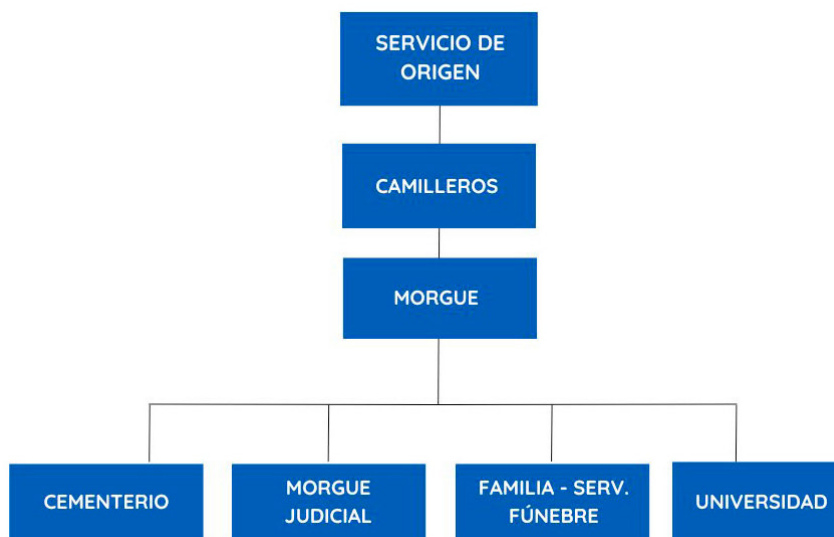 SERVICIO DE
ORIGEN
CAMILLEROS
MORGUE
CEMENTERIO
MORGUE
JUDICIAL
FAMILIA - SERV.
FÚNEBRE
UNIVERSIDAD